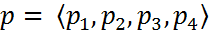 p = ⟨p₁, p₂, p₃, p₄⟩